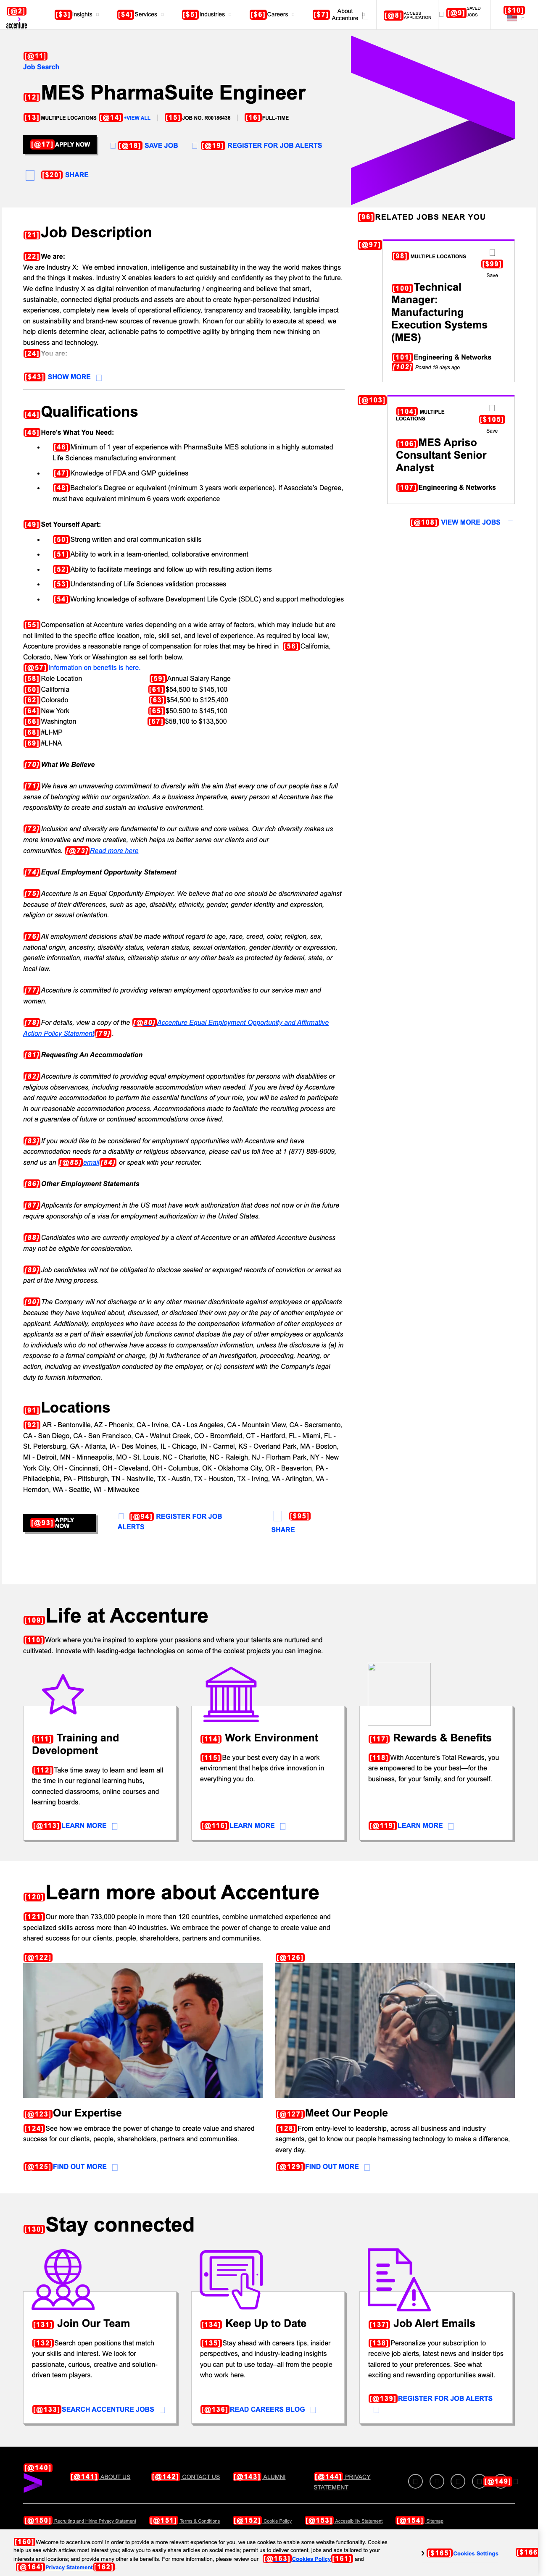 [@2]
accenture
[$3]Insights
[$4]Services
[$5]Industries
[$6]Careers
[$7] About Accenture
[@8] ACCESS APPLICATION
[@9] SAVED JOBS
[$10]
[@11]
Job Search
[12]MES PharmaSuite Engineer
[13]MULTIPLE LOCATIONS [@14]+VIEW ALL | [15]JOB NO. R00186436 | [16]FULL-TIME
[@17] APPLY NOW
[@18] SAVE JOB
[@19] REGISTER FOR JOB ALERTS
[$20] SHARE
[21]Job Description
[22]We are:
We are Industry X: We embed innovation, intelligence and sustainability in the way the world makes things
and the things it makes. Industry X enables leaders to act quickly and confidently as they pivot to the future.
We define Industry X as digital reinvention of manufacturing / engineering and believe that smart,
sustainable, connected digital products and assets are about to create hyper-personalized industrial
experiences, completely new levels of operational efficiency, transparency and traceability, tangible impact
on sustainability and brand-new sources of revenue growth. Known for our audacity to execute at speed, we
help clients determine clear, actionable paths to competitive agility by bringing them new thinking on
business and technology.
[24]You are:
[$43] SHOW MORE
[44]Qualifications
[45]Here's What You Need:
• [46]Minimum of 1 year of experience with PharmaSuite MES solutions in a highly automated
Life Sciences manufacturing environment
• [47]Knowledge of FDA and GMP guidelines
• [48]Bachelor's Degree or equivalent (minimum 3 years work experience). If Associate's Degree,
must have equivalent minimum 6 years work experience
[49]Set Yourself Apart:
• [50]Strong written and oral communication skills
• [51]Ability to work in a team-oriented, collaborative environment
• [52]Ability to facilitate meetings and follow up with resulting action items
• [53]Understanding of Life Sciences validation processes
• [54]Working knowledge of software Development Life Cycle (SDLC) and support methodologies
[55]Compensation at Accenture varies depending on a wide array of factors, which may include but are
not limited to the specific office location, role, skill set, and level of experience. As required by local law,
Accenture provides a reasonable range of compensation for roles that may be hired in [56]California,
Colorado, New York or Washington as set forth below.
[@57]Information on benefits is here.
[58]Role Location [59]Annual Salary Range
[60]California [61]$54,500 to $145,100
[62]Colorado [63]$54,500 to $125,400
[64]New York [65]$50,500 to $145,100
[66]Washington [67]$58,100 to $133,500
[68]#LI-MP
[69]#LI-NA
[70]What We Believe
[71]We have an unwavering commitment to diversity with the aim that every one of our people has a full
sense of belonging within our organization. As a business imperative, every person at Accenture has the
responsibility to create and sustain an inclusive environment.
[72]Inclusion and diversity are fundamental to our culture and core values. Our rich diversity makes us
more innovative and more creative, which helps us better serve our clients and our
communities. [@73]Read more here
[74]Equal Employment Opportunity Statement
[75]Accenture is an Equal Opportunity Employer. We believe that no one should be discriminated against
because of their differences, such as age, disability, ethnicity, gender, gender identity and expression,
religion or sexual orientation.
[76]All employment decisions shall be made without regard to age, race, creed, color, religion, sex,
national origin, ancestry, disability status, veteran status, sexual orientation, gender identity or expression,
genetic information, marital status, citizenship status or any other basis as protected by federal, state, or
local law.
[77]Accenture is committed to providing veteran employment opportunities to our service men and
women.
[78]For details, view a copy of the [@80]Accenture Equal Employment Opportunity and Affirmative
Action Policy Statement[79].
[81]Requesting An Accommodation
[82]Accenture is committed to providing equal employment opportunities for persons with disabilities or
religious observances, including reasonable accommodation when needed. If you are hired by Accenture
and require accommodation to perform the essential functions of your role, you will be asked to participate
in our reasonable accommodation process. Accommodations made to facilitate the recruiting process are
not a guarantee of future or continued accommodations once hired.
[83]If you would like to be considered for employment opportunities with Accenture and have
accommodation needs for a disability or religious observance, please call us toll free at 1 (877) 889-9009,
send us an [@85]email[84] or speak with your recruiter.
[86]Other Employment Statements
[87]Applicants for employment in the US must have work authorization that does not now or in the future
require sponsorship of a visa for employment authorization in the United States.
[88]Candidates who are currently employed by a client of Accenture or an affiliated Accenture business
may not be eligible for consideration.
[89]Job candidates will not be obligated to disclose sealed or expunged records of conviction or arrest as
part of the hiring process.
[90]The Company will not discharge or in any other manner discriminate against employees or applicants
because they have inquired about, discussed, or disclosed their own pay or the pay of another employee or
applicant. Additionally, employees who have access to the compensation information of other employees or
applicants as a part of their essential job functions cannot disclose the pay of other employees or applicants
to individuals who do not otherwise have access to compensation information, unless the disclosure is (a) in
response to a formal complaint or charge, (b) in furtherance of an investigation, proceeding, hearing, or
action, including an investigation conducted by the employer, or (c) consistent with the Company's legal
duty to furnish information.
[91]Locations
[92] AR - Bentonville, AZ - Phoenix, CA - Irvine, CA - Los Angeles, CA - Mountain View, CA - Sacramento,
CA - San Diego, CA - San Francisco, CA - Walnut Creek, CO - Broomfield, CT - Hartford, FL - Miami, FL -
St. Petersburg, GA - Atlanta, IA - Des Moines, IL - Chicago, IN - Carmel, KS - Overland Park, MA - Boston,
MI - Detroit, MN - Minneapolis, MO - St. Louis, NC - Charlotte, NC - Raleigh, NJ - Florham Park, NY - New
York City, OH - Cincinnati, OH - Cleveland, OH - Columbus, OK - Oklahoma City, OR - Beaverton, PA -
Philadelphia, PA - Pittsburgh, TN - Nashville, TX - Austin, TX - Houston, TX - Irving, VA - Arlington, VA -
Herndon, WA - Seattle, WI - Milwaukee
[@93] APPLY NOW
[@94] REGISTER FOR JOB ALERTS
[$95] SHARE
[96]RELATED JOBS NEAR YOU
[@97]
[98] MULTIPLE LOCATIONS
[$99]
Save
[100]Technical
Manager:
Manufacturing
Execution Systems
(MES)
[101]Engineering & Networks
[102] Posted 19 days ago
[@103]
[104] MULTIPLE
LOCATIONS
[$105]
Save
[106]MES Apriso
Consultant Senior
Analyst
[107]Engineering & Networks
[@108] VIEW MORE JOBS
[109]Life at Accenture
[110]Work where you're inspired to explore your passions and where your talents are nurtured and
cultivated. Innovate with leading-edge technologies on some of the coolest projects you can imagine.
[111] Training and
Development
[112]Take time away to learn and learn all
the time in our regional learning hubs,
connected classrooms, online courses and
learning boards.
[@113]LEARN MORE
[114] Work Environment
[115]Be your best every day in a work
environment that helps drive innovation in
everything you do.
[@116]LEARN MORE
[117] Rewards & Benefits
[118]With Accenture's Total Rewards, you
are empowered to be your best—for the
business, for your family, and for yourself.
[@119]LEARN MORE
[120]Learn more about Accenture
[121]Our more than 733,000 people in more than 120 countries, combine unmatched experience and
specialized skills across more than 40 industries. We embrace the power of change to create value and
shared success for our clients, people, shareholders, partners and communities.
[@122]
[@123]Our Expertise
[124]See how we embrace the power of change to create value and shared
success for our clients, people, shareholders, partners and communities.
[@125]FIND OUT MORE
[@126]
[@127]Meet Our People
[128]From entry-level to leadership, across all business and industry
segments, get to know our people harnessing technology to make a difference,
every day.
[@129]FIND OUT MORE
[130]Stay connected
[131] Join Our Team
[132]Search open positions that match
your skills and interest. We look for
passionate, curious, creative and solution-
driven team players.
[@133]SEARCH ACCENTURE JOBS
[134] Keep Up to Date
[135]Stay ahead with careers tips, insider
perspectives, and industry-leading insights
you can put to use today–all from the people
who work here.
[@136]READ CAREERS BLOG
[137] Job Alert Emails
[138]Personalize your subscription to
receive job alerts, latest news and insider tips
tailored to your preferences. See what
exciting and rewarding opportunities await.
[@139]REGISTER FOR JOB ALERTS
[@140]
[@141] ABOUT US
[@142] CONTACT US
[@143] ALUMNI
[@144] PRIVACY STATEMENT
[@149]
[@150] Recruiting and Hiring Privacy Statement
[@151] Terms & Conditions
[@152] Cookie Policy
[@153] Accessibility Statement
[@154] Sitemap
[160]Welcome to accenture.com! In order to provide a more relevant experience for you, we use cookies to enable some website functionality. Cookies
help us see which articles most interest you; allow you to easily share articles on social media; permit us to deliver content, jobs and ads tailored to your
interests and locations; and provide many other site benefits. For more information, please review our [@163]Cookies Policy[161] and
[@164]Privacy Statement[162].
[$165]Cookies Settings
[$166